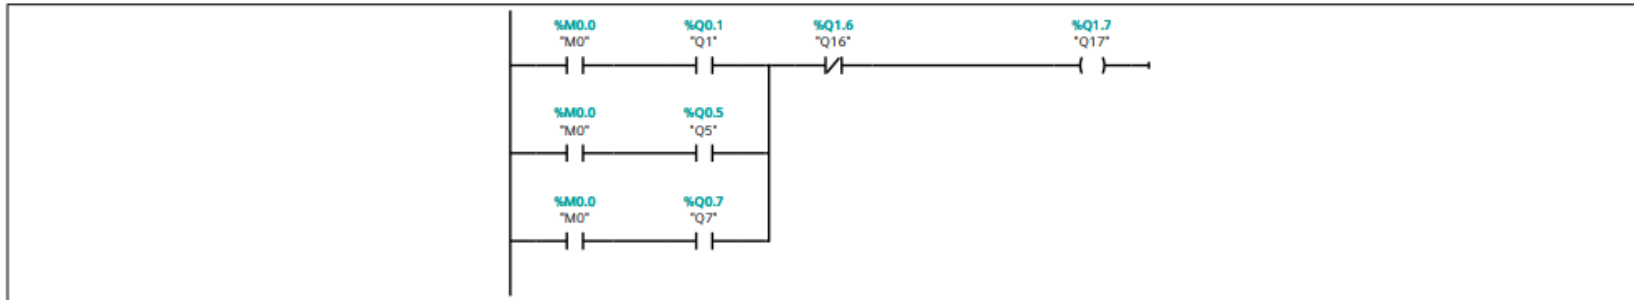 %M0.0 %Q0.1 %Q1.6 %Q1.7
"M0" "Q1" "Q16" "Q17"
%M0.0 %Q0.5
"M0" "Q5"
%M0.0 %Q0.7
"M0" "Q7"